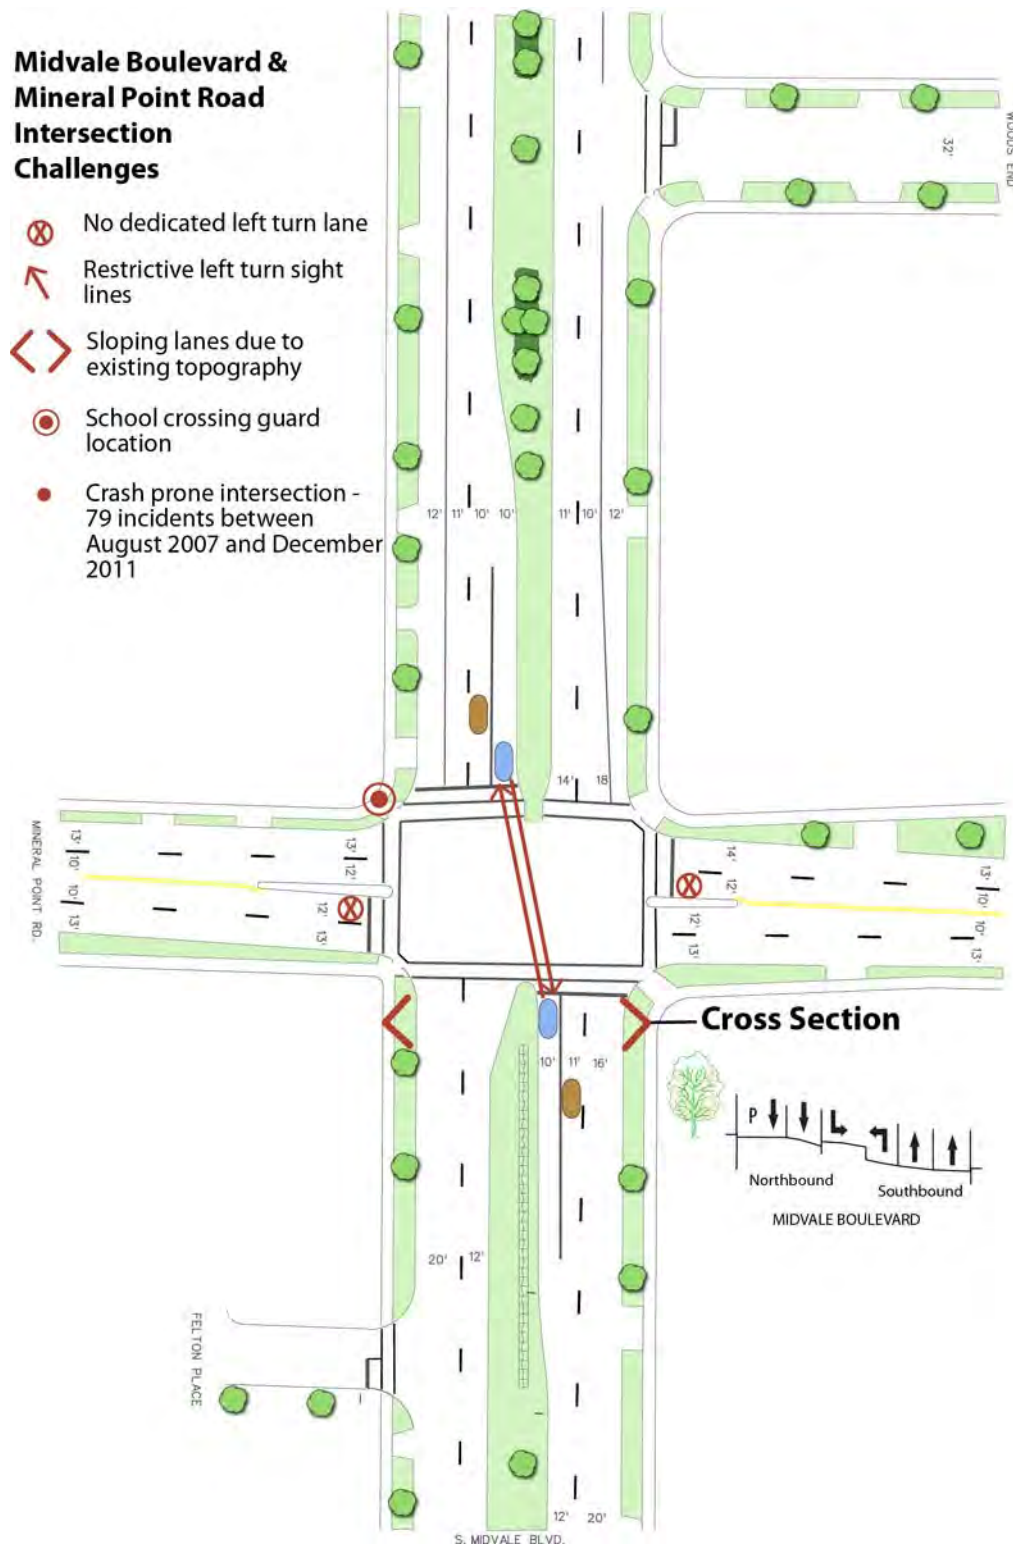 Midvale Boulevard &
Mineral Point Road
Intersection
Challenges
No dedicated left turn lane
Restrictive left turn sight
lines
Sloping lanes due to
existing topography
School crossing guard
location
Crash prone intersection -
79 incidents between
August 2007 and December
2011
WOODS END
32'
12' 11' 10' 10' 11' 10' 12'
14' 18
MINERAL POINT RD.
13'
10'
10'
13'
13'
12'
12'
13'
14'
12'
12'
13'
13'
10'
10'
13'
Cross Section
10' 11' 16'
P
Northbound
Southbound
MIDVALE BOULEVARD
20' 12'
FELTON PLACE
12' 20'
S. MIDVALE BLVD.